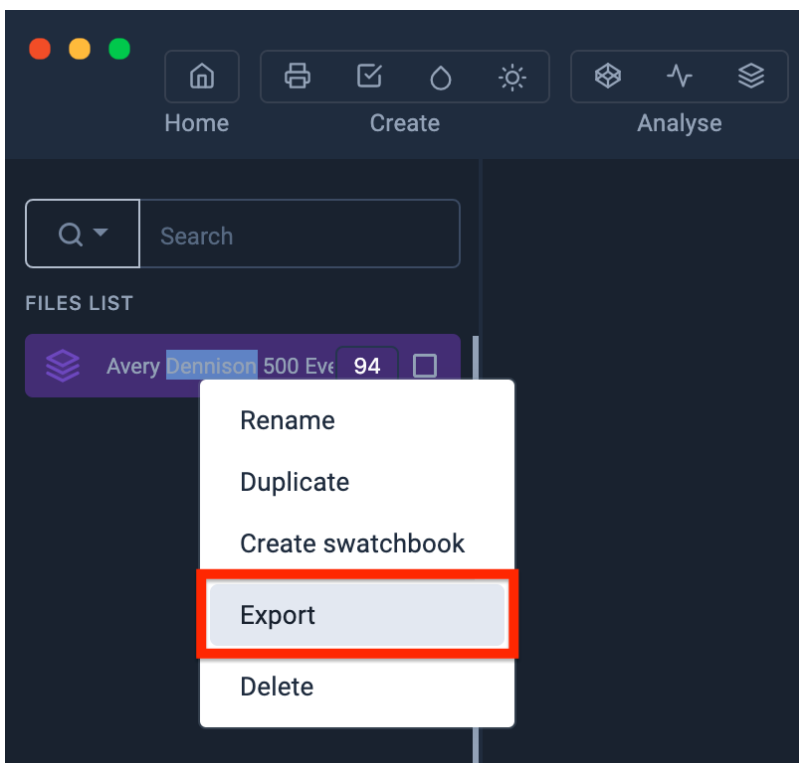 Home Create Analyse
Search
FILES LIST
Avery Dennison 500 Eve 94
Rename
Duplicate
Create swatchbook
Export
Delete